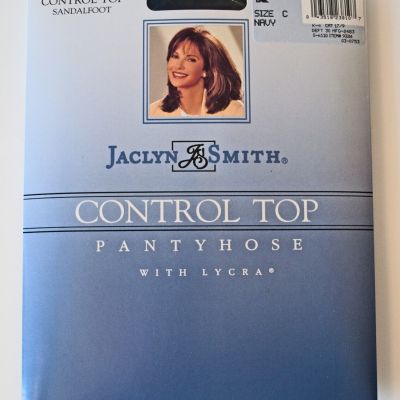 CONTROL TOP
SANDALFOOT
SIZE C
NAVY
JACLYN JS SMITH®
CONTROL TOP
PANTYHOSE
WITH LYCRA®